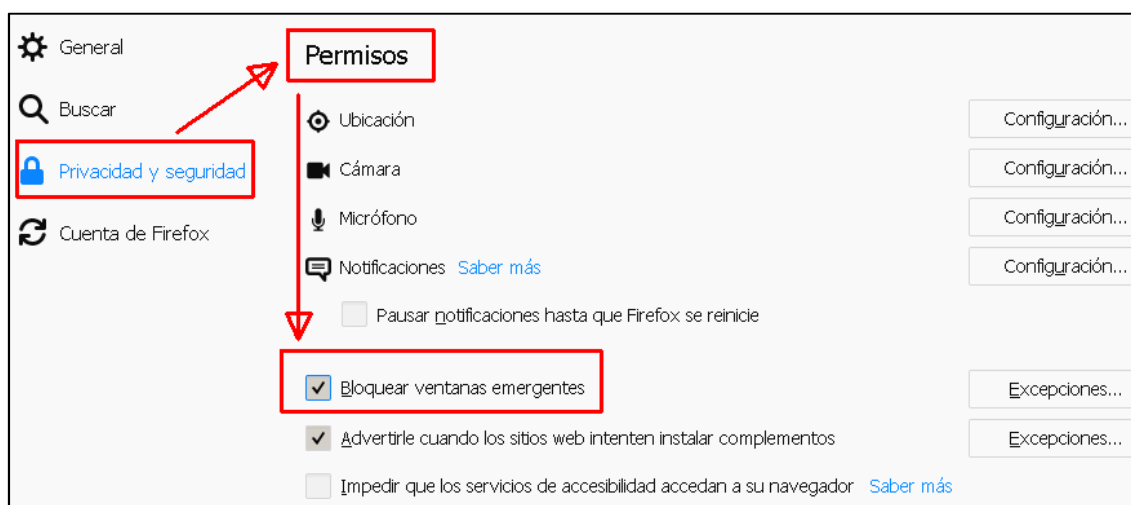 General
Buscar
Privacidad y seguridad
Cuenta de Firefox
Permisos
Ubicación Configuración...
Cámara Configuración...
Micrófono Configuración...
Notificaciones Saber más Configuración...
Pausar notificaciones hasta que Firefox se reinicie
Bloquear ventanas emergentes Excepciones...
Advertirle cuando los sitios web intenten instalar complementos Excepciones...
Impedir que los servicios de accesibilidad accedan a su navegador Saber más